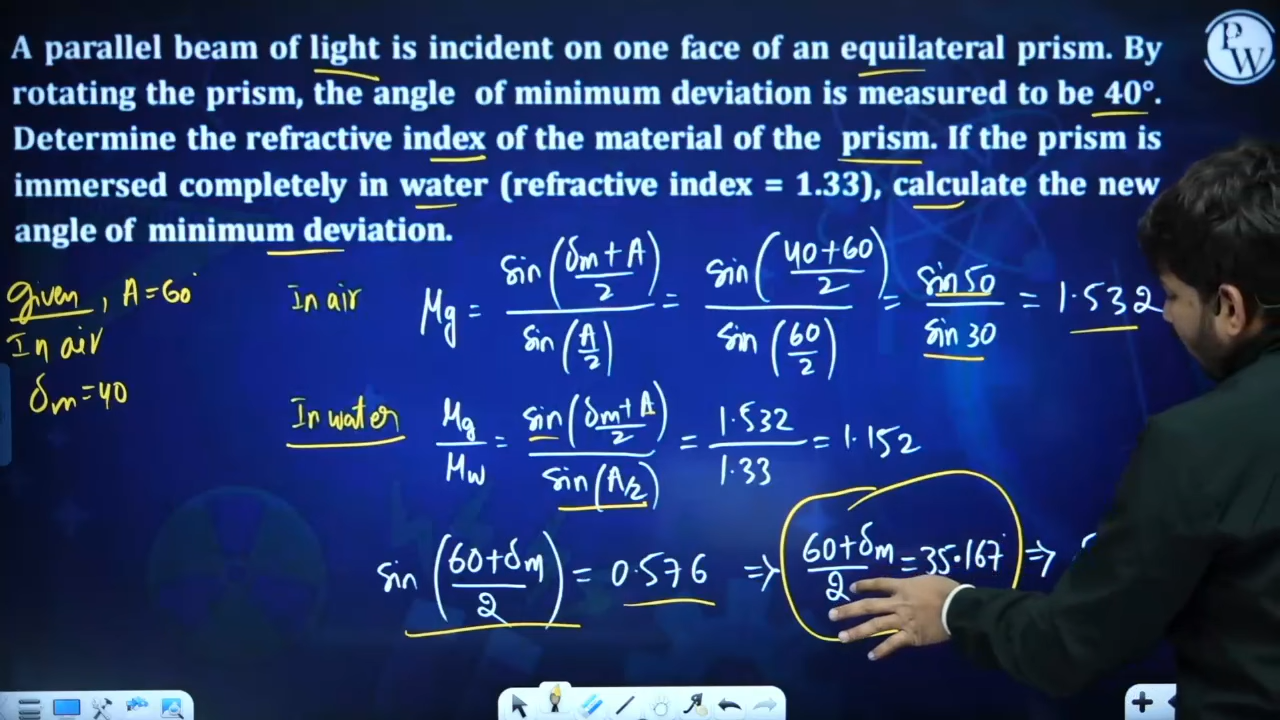 A parallel beam of light is incident on one face of an equilateral prism. By
rotating the prism, the angle of minimum deviation is measured to be 40°.
Determine the refractive index of the material of the prism. If the prism is
immersed completely in water (refractive index = 1.33), calculate the new
angle of minimum deviation.
PW
given, A=60°
In air
δm=40
In air μg = sin(δm+A/2)/sin(A/2) = sin(40+60/2)/sin(60/2) = sin 50/sin 30 = 1.532
In water μg/μw = sin(δm+A/2)/sin(A/2) = 1.532/1.33 = 1.152
sin(60+δm/2) = 0.576 ⇒ 60+δm/2 = 35.167° ⇒